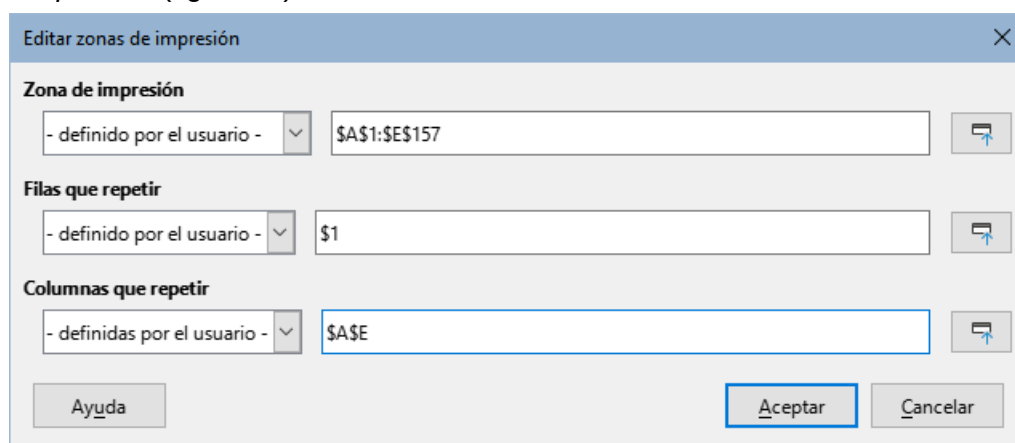 Editar zonas de impresión
Zona de impresión
- definido por el usuario - $A$1:$E$157
Filas que repetir
- definido por el usuario - $1
Columnas que repetir
- definidas por el usuario - $A$E
Ayuda Aceptar Cancelar